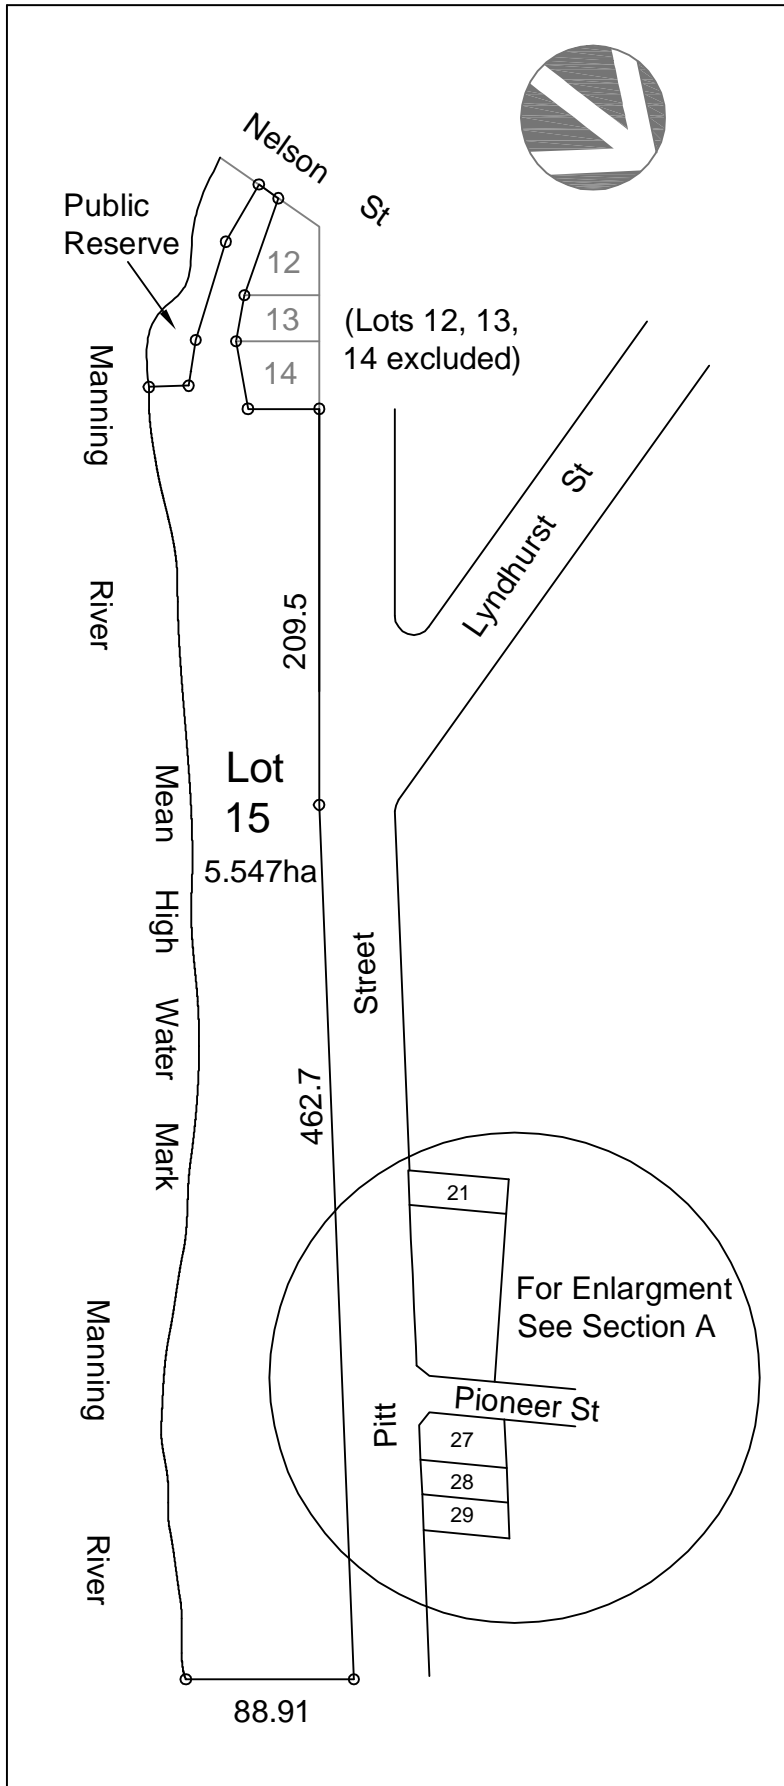 Nelson St
Public
Reserve
12
13
14
(Lots 12, 13,
14 excluded)
Manning River
Lyndhurst St
209.5
Lot
15
5.547ha
Mean High Water Mark
Pitt Street
462.7
21
For Enlargment
See Section A
Manning River
Pioneer St
27
28
29
88.91